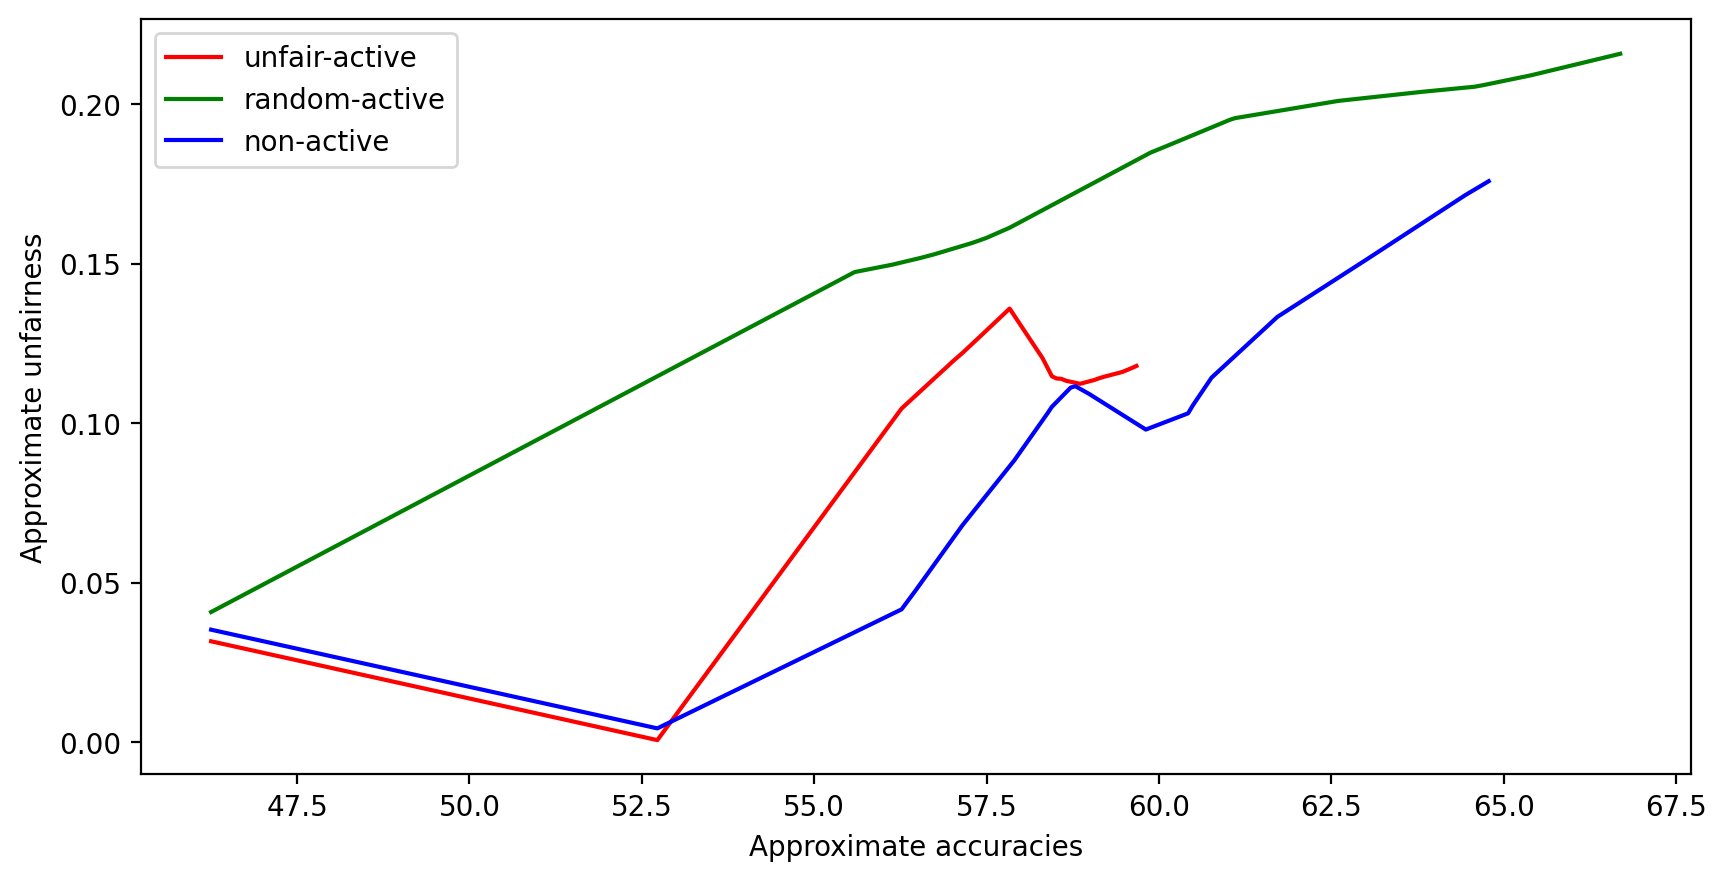 unfair-active
random-active
non-active
0.20
0.15
0.10
0.05
0.00
Approximate unfairness
47.5 50.0 52.5 55.0 57.5 60.0 62.5 65.0 67.5
Approximate accuracies